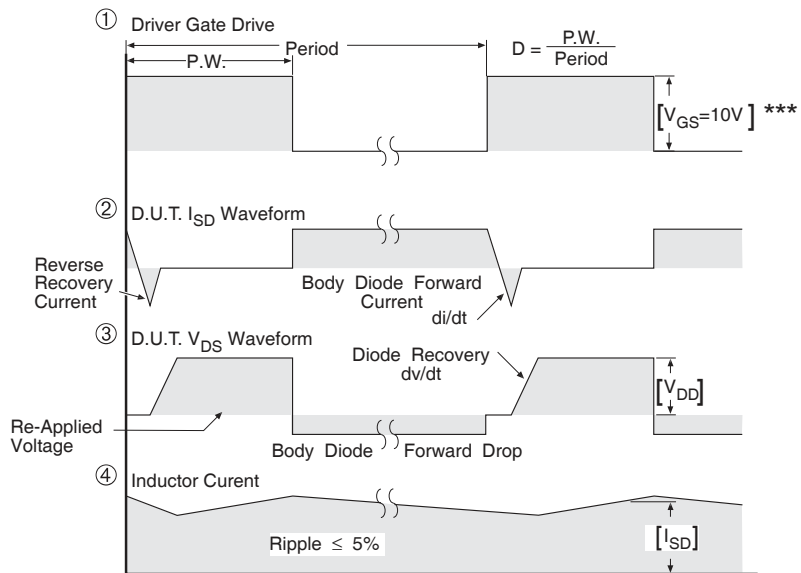 ① Driver Gate Drive
Period
P.W.
D = P.W. / Period
[VGS=10V] ***
② D.U.T. ISD Waveform
Reverse
Recovery
Current
Body Diode Forward
Current
di/dt
③ D.U.T. VDS Waveform
Diode Recovery
dv/dt
[VDD]
Re-Applied
Voltage
Body Diode Forward Drop
④ Inductor Curent
Ripple ≤ 5%
[ISD]